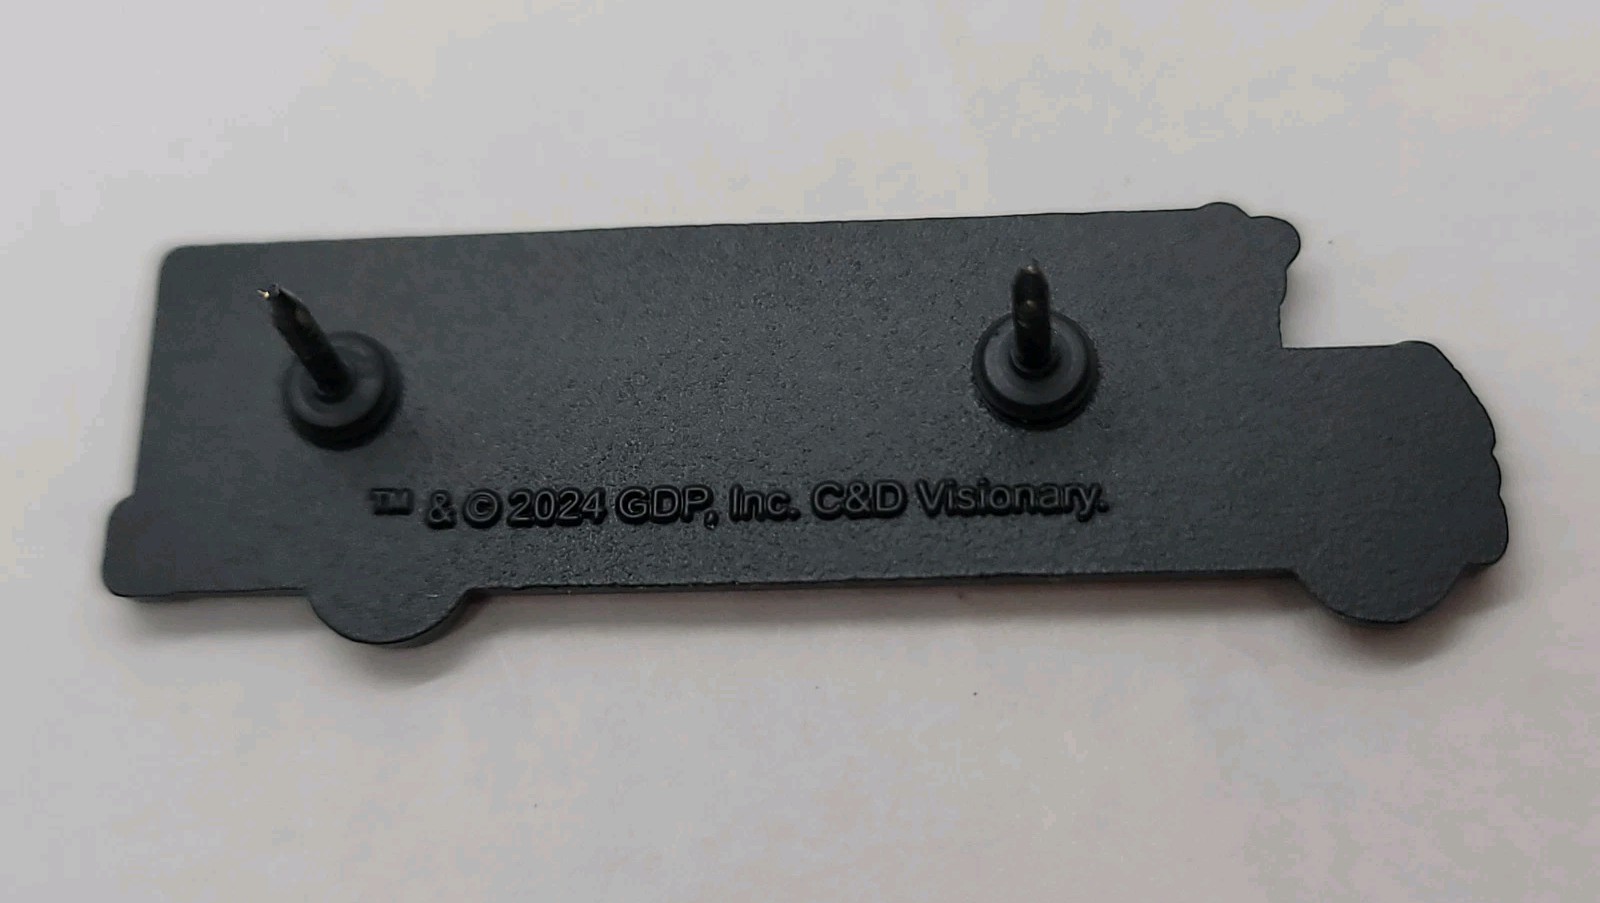 ™ & © 2024 GDP, Inc. C&D Visionary.